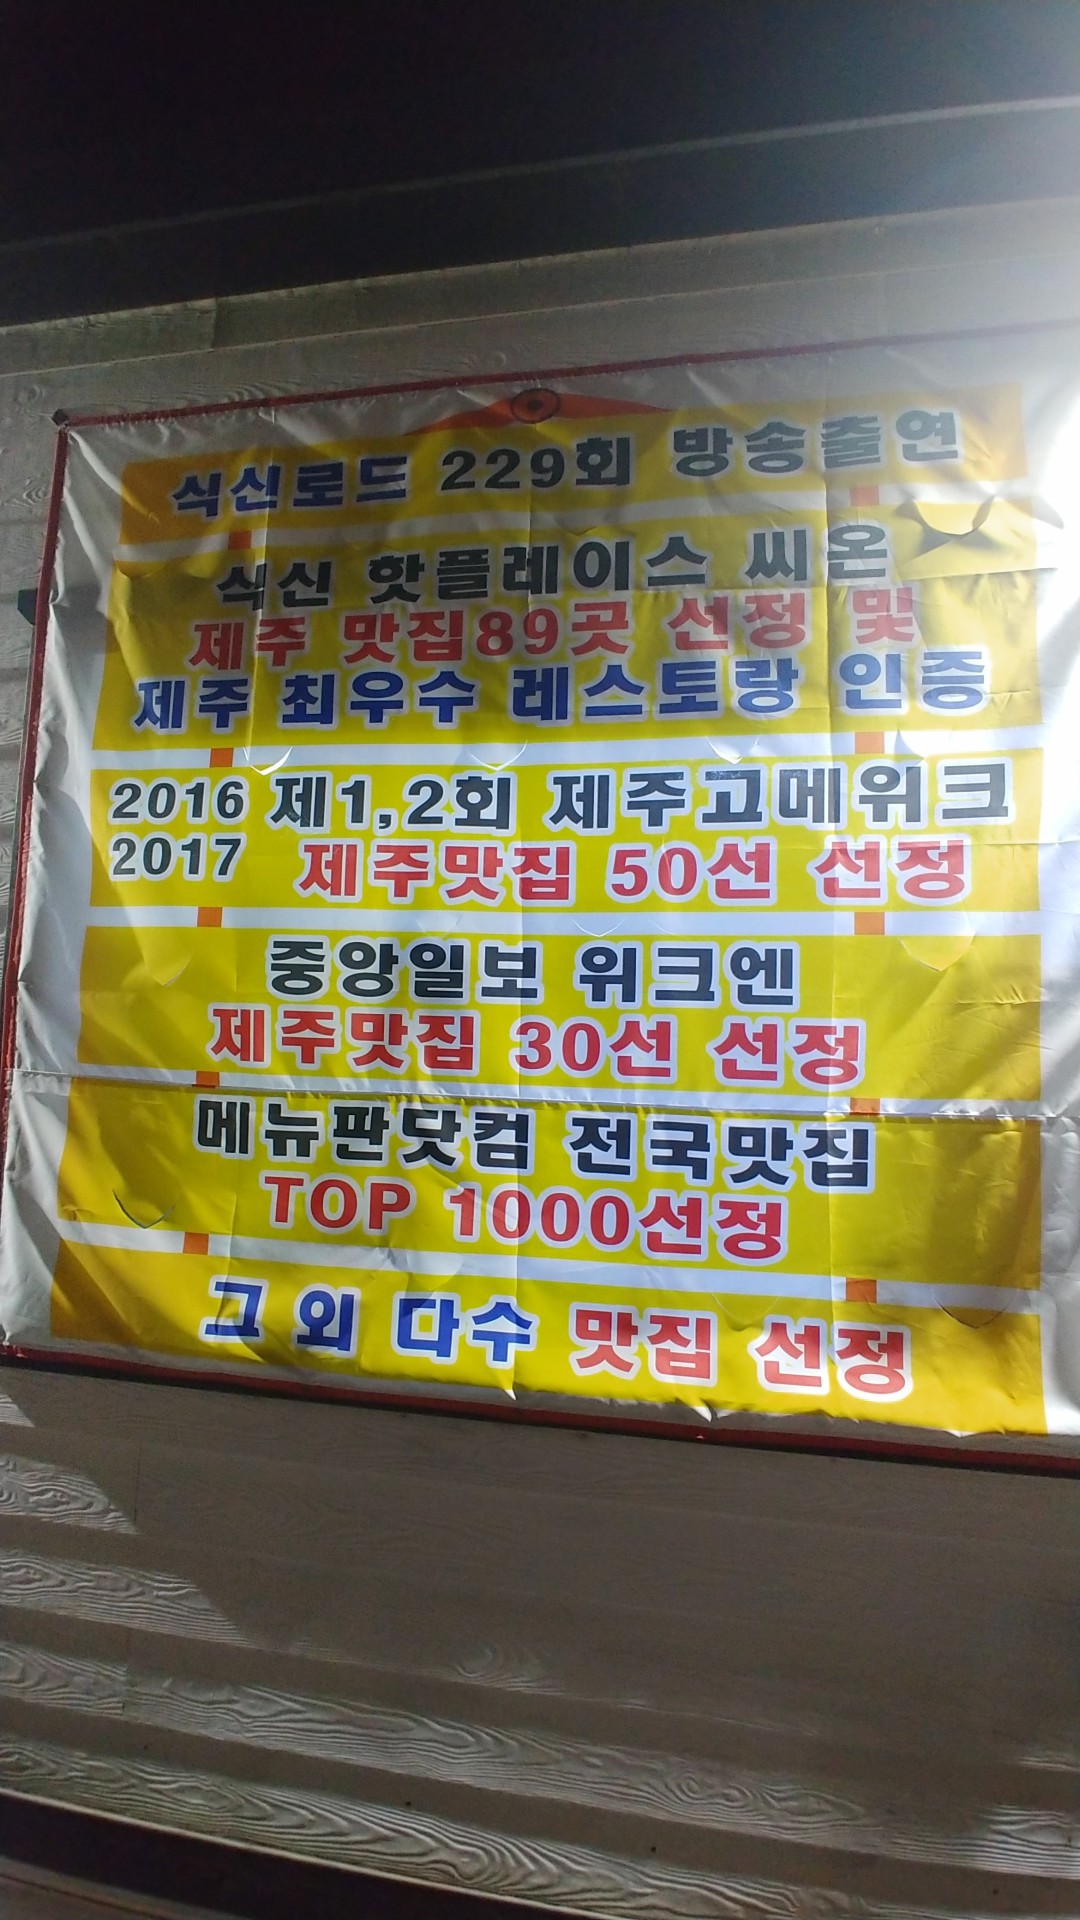 식신로드 229회 방송출연
식신 핫플레이스 씨온
제주 맛집89곳 선정 및
제주 최우수 레스토랑 인증
2016 제1,2회 제주고메위크
2017 제주맛집 50선 선정
중앙일보 위크엔
제주맛집 30선 선정
메뉴판닷컴 전국맛집
TOP 1000선정
그 외 다수 맛집 선정